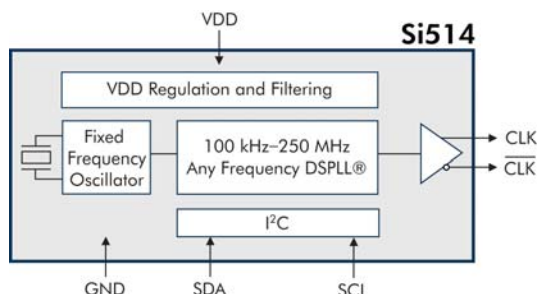 VDD
Si514
VDD Regulation and Filtering
Fixed
Frequency
Oscillator
100 kHz–250 MHz
Any Frequency DSPLL®
CLK
CLK
I²C
GND
SDA
SCL